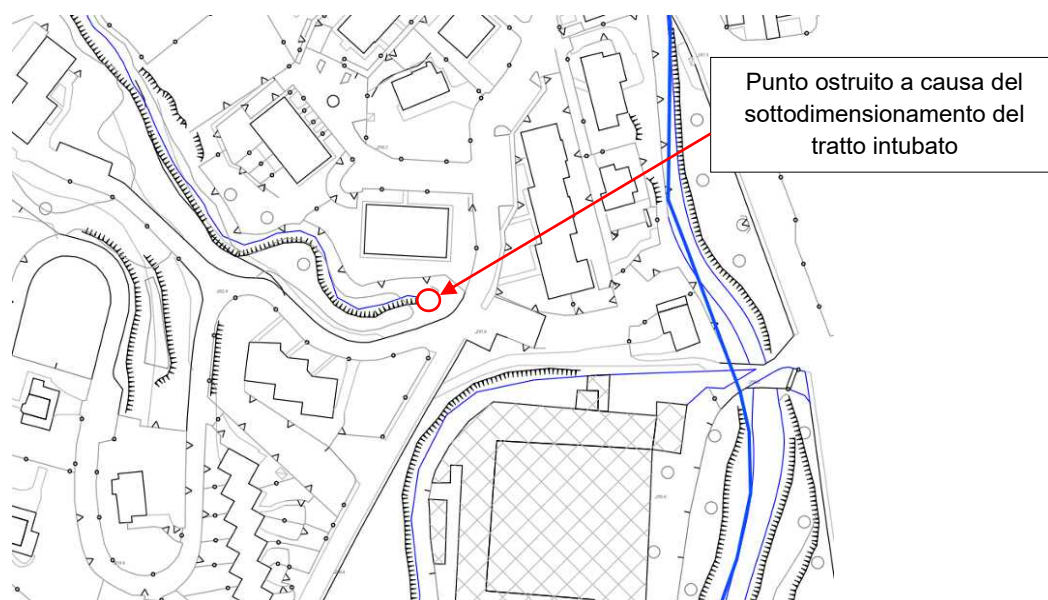 Punto ostruito a causa del
sottodimensionamento del
tratto intubato